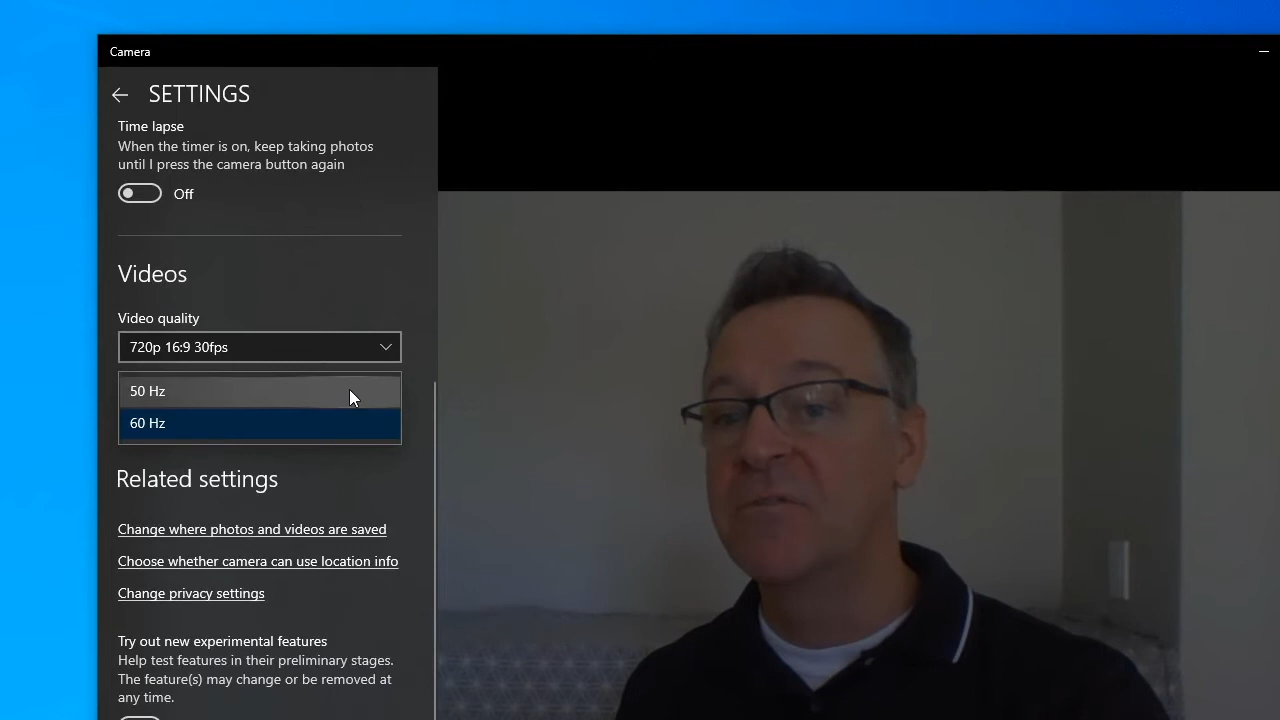 Camera
SETTINGS
Time lapse
When the timer is on, keep taking photos
until I press the camera button again
Off
Videos
Video quality
720p 16:9 30fps
50 Hz
60 Hz
Related settings
Change where photos and videos are saved
Choose whether camera can use location info
Change privacy settings
Try out new experimental features
Help test features in their preliminary stages.
The feature(s) may change or be removed at
any time.